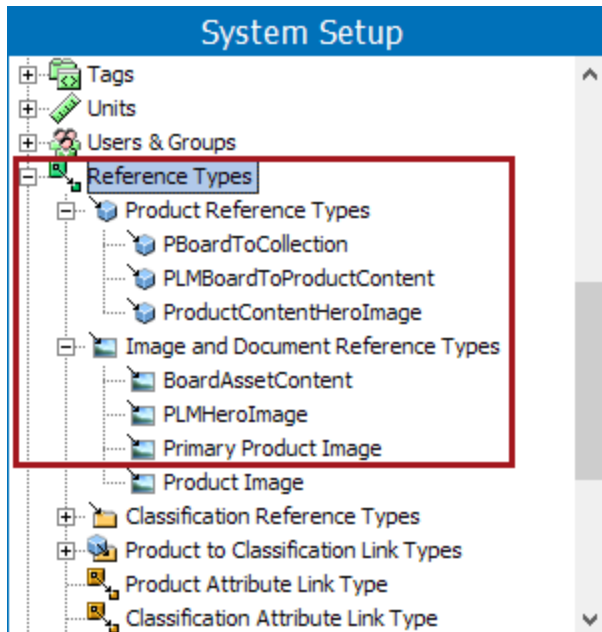 System Setup
Tags
Units
Users & Groups
Reference Types
Product Reference Types
PBoardToCollection
PLMBoardToProductContent
ProductContentHeroImage
Image and Document Reference Types
BoardAssetContent
PLMHeroImage
Primary Product Image
Product Image
Classification Reference Types
Product to Classification Link Types
Product Attribute Link Type
Classification Attribute Link Type